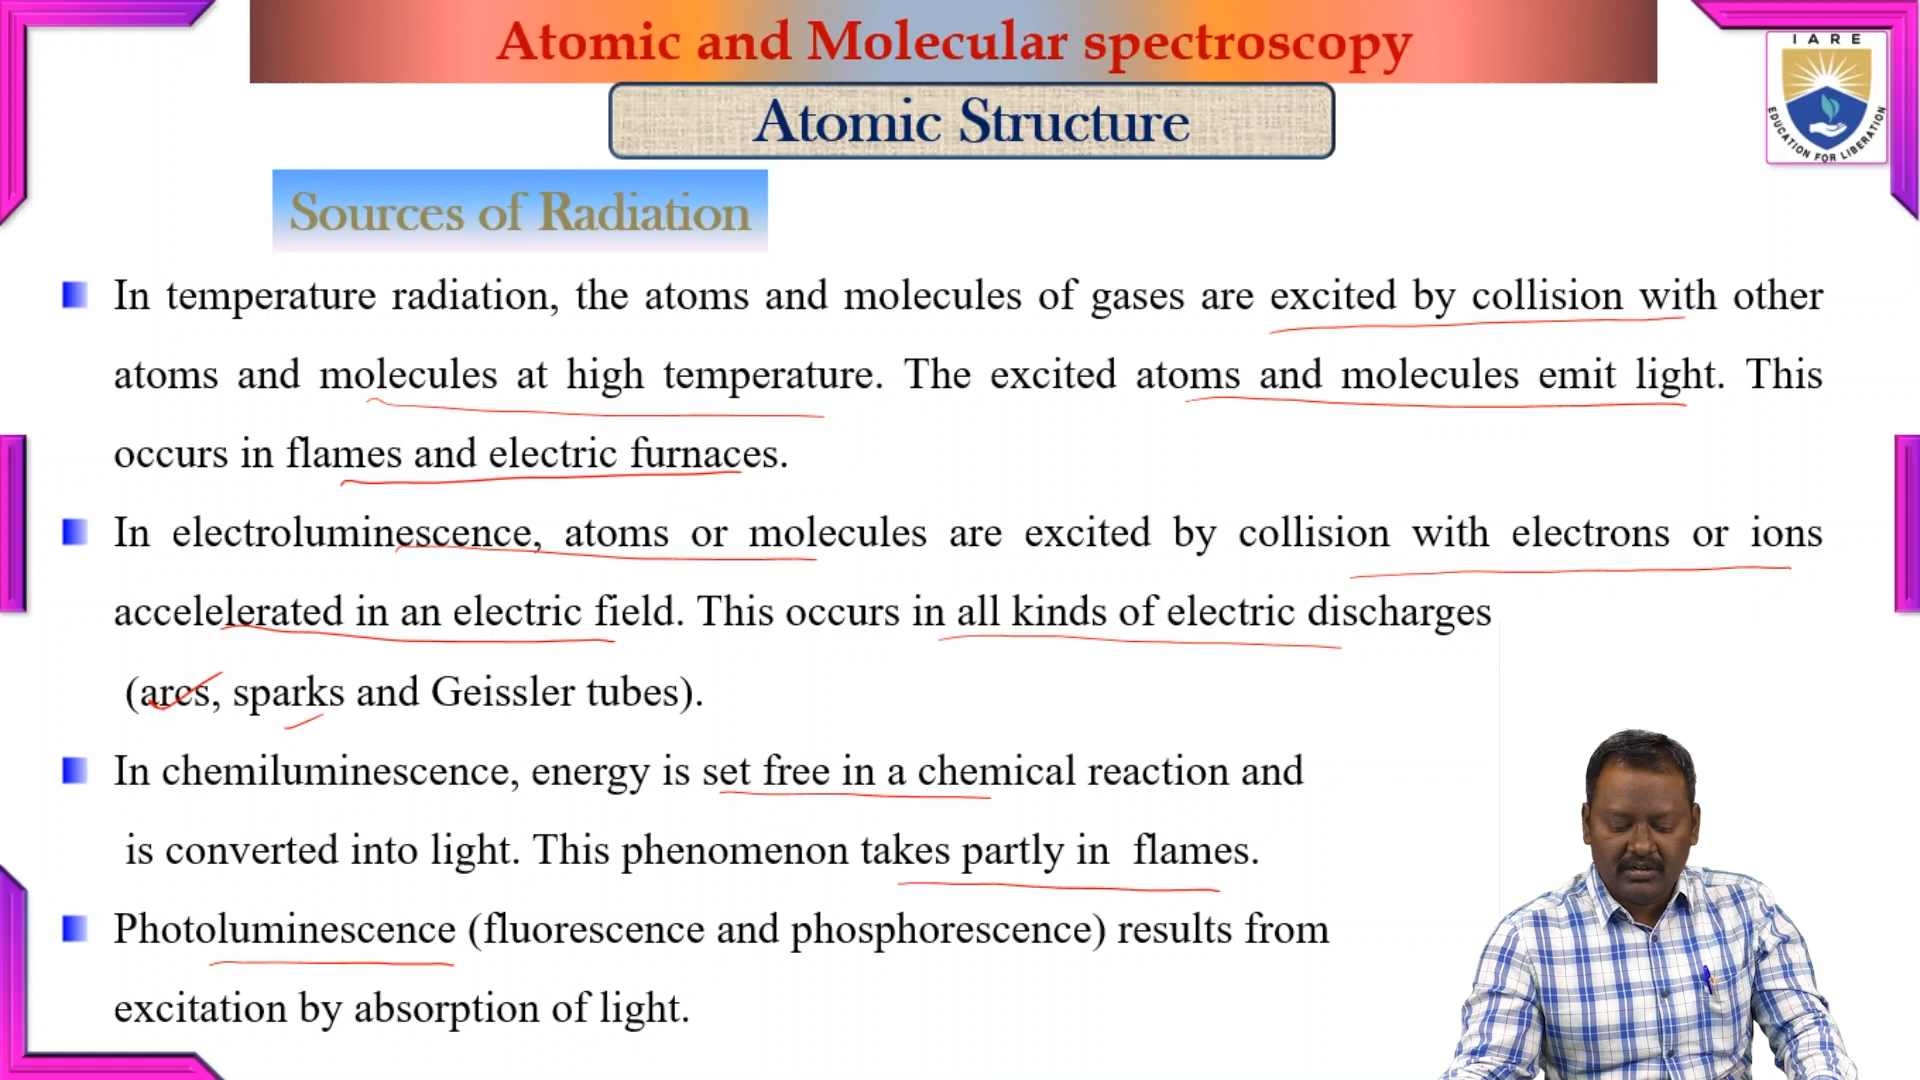 Atomic and Molecular spectroscopy
IARE
Atomic Structure
EDUCATION FOR LIBERATION
Sources of Radiation
In temperature radiation, the atoms and molecules of gases are excited by collision with other
atoms and molecules at high temperature. The excited atoms and molecules emit light. This
occurs in flames and electric furnaces.
In electroluminescence, atoms or molecules are excited by collision with electrons or ions
accelelerated in an electric field. This occurs in all kinds of electric discharges
(arcs, sparks and Geissler tubes).
In chemiluminescence, energy is set free in a chemical reaction and
is converted into light. This phenomenon takes partly in flames.
Photoluminescence (fluorescence and phosphorescence) results from
excitation by absorption of light.